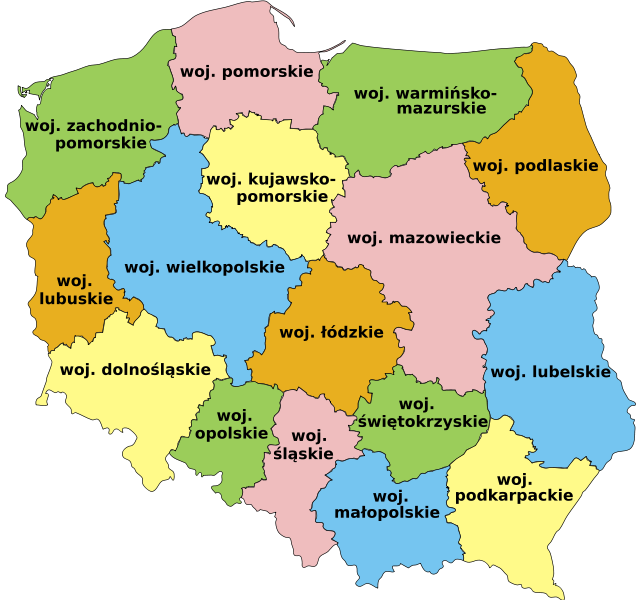 woj. pomorskie
woj. warmińsko-
mazurskie
woj. zachodnio-
pomorskie
woj. podlaskie
woj. kujawsko-
pomorskie
woj. mazowieckie
woj. wielkopolskie
woj.
lubuskie
woj. łódzkie
woj. dolnośląskie
woj. lubelskie
woj.
opolskie
woj.
śląskie
woj.
świętokrzyskie
woj.
małopolskie
woj.
podkarpackie